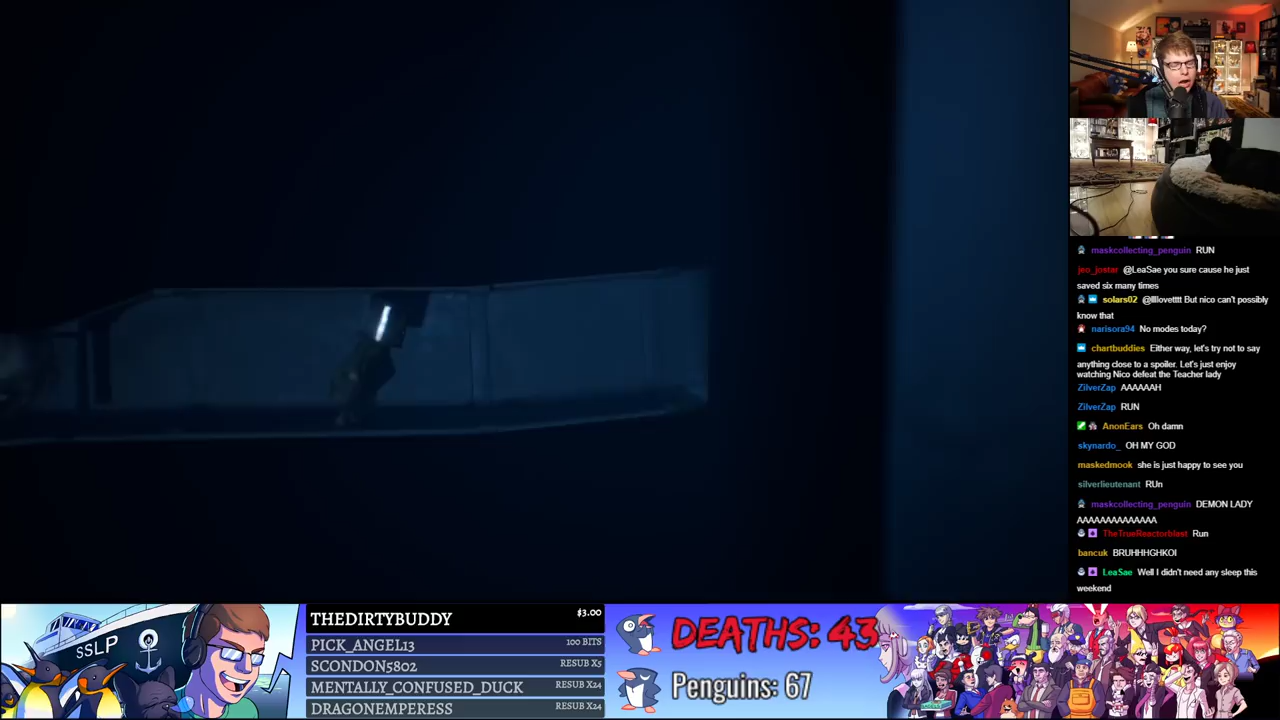 maskcollecting_penguin RUN
jeo_jostar @LeaSae you sure cause he just
saved six many times
solars02 @llliovetttt But nico can't possibly
know that
narisora94 No modes today?
chartbuddies Either way, let's try not to say
anything close to a spoiler. Let's just enjoy
watching Nico defeat the Teacher lady
ZilverZap AAAAAAH
ZilverZap RUN
AnonEars Oh damn
skynardo_ OH MY GOD
maskedmook she is just happy to see you
silverlieutenant RUn
maskcollecting_penguin DEMON LADY
AAAAAAAAAAAAAA
TheTrueReactorblast Run
bancuk BRUHHHGHKOI
LeaSae Well I didn't need any sleep this
weekend
SSLP
THEDIRTYBUDDY $3.00
PICK_ANGEL13 100 BITS
SCONDON5802 RESUB X5
MENTALLY_CONFUSED_DUCK RESUB X24
DRAGONEMPERESS RESUB X24
DEATHS: 43
Penguins: 67